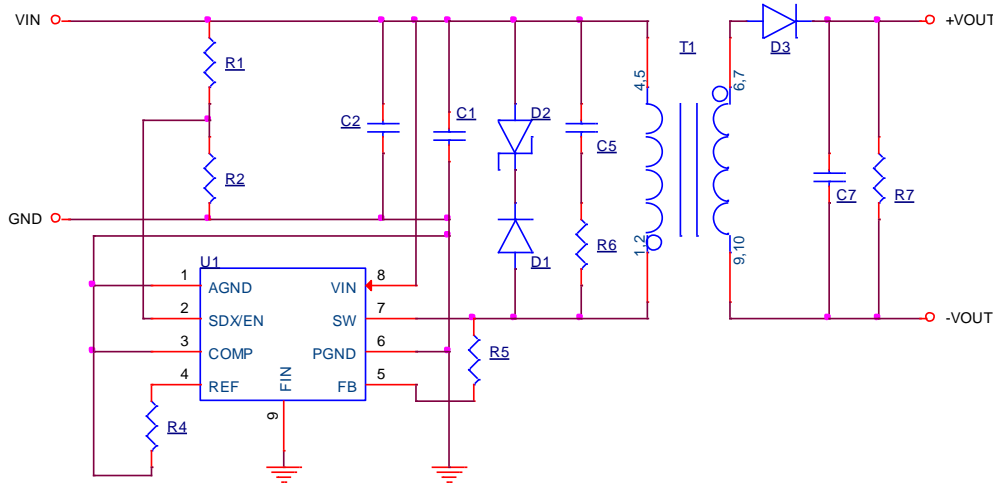 VIN
+VOUT
T1
D3
R1
4,5
6,7
C2
C1
D2
C5
R2
C7
R7
GND
1,2
9,10
R6
D1
U1
1
AGND
VIN
8
2
SDX/EN
SW
7
-VOUT
3
COMP
PGND
6
R5
4
REF
FIN
FB
5
9
R4